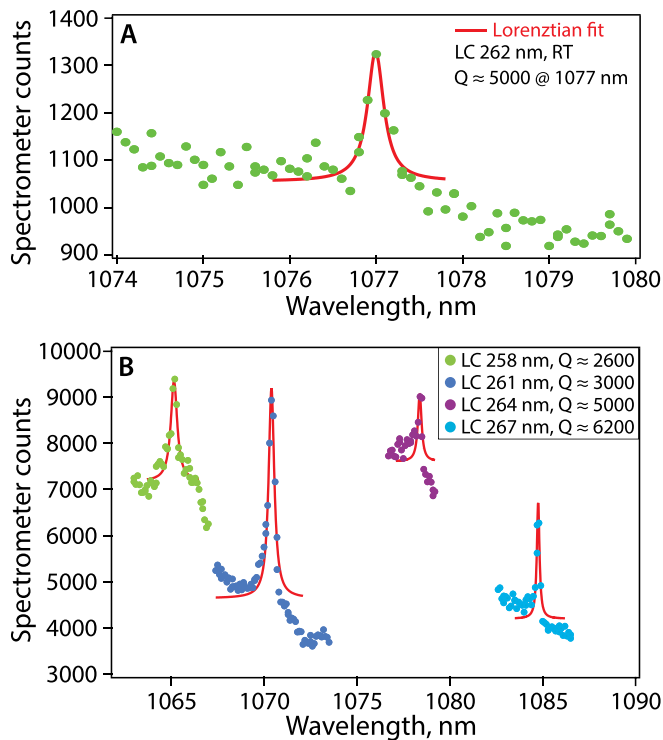 A
Lorenztian fit
LC 262 nm, RT
Q ≈ 5000 @ 1077 nm
Spectrometer counts
1400
1300
1200
1100
1000
900
1074 1075 1076 1077 1078 1079 1080
Wavelength, nm
B
LC 258 nm, Q ≈ 2600
LC 261 nm, Q ≈ 3000
LC 264 nm, Q ≈ 5000
LC 267 nm, Q ≈ 6200
Spectrometer counts
10000
9000
8000
7000
6000
5000
4000
3000
1065 1070 1075 1080 1085 1090
Wavelength, nm